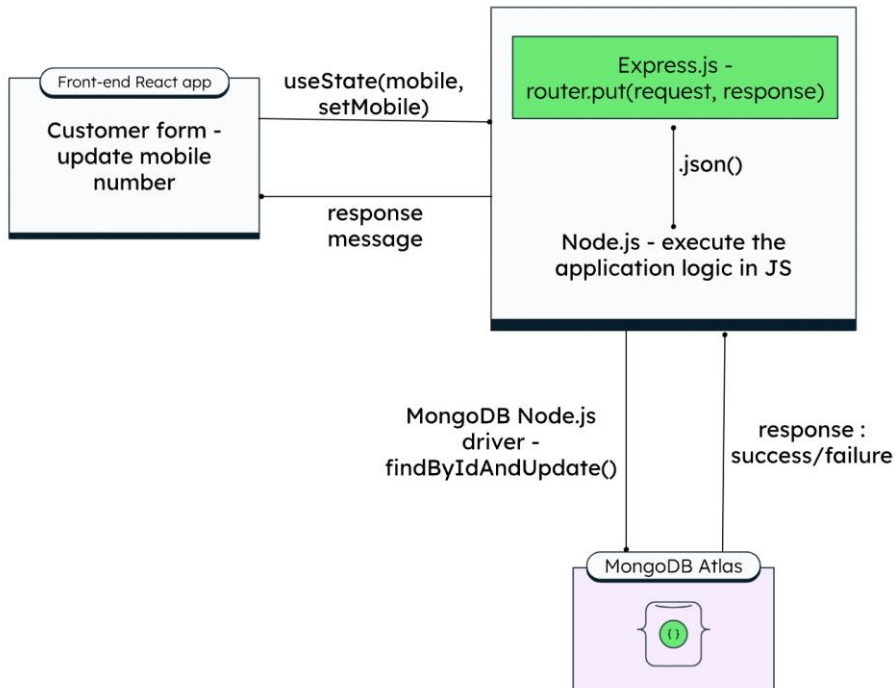 Front-end React app
Customer form -
update mobile
number
useState(mobile,
setMobile)
response
message
Express.js -
router.put(request, response)
.json()
Node.js - execute the
application logic in JS
MongoDB Node.js
driver -
findByIdAndUpdate()
response :
success/failure
MongoDB Atlas
{ }